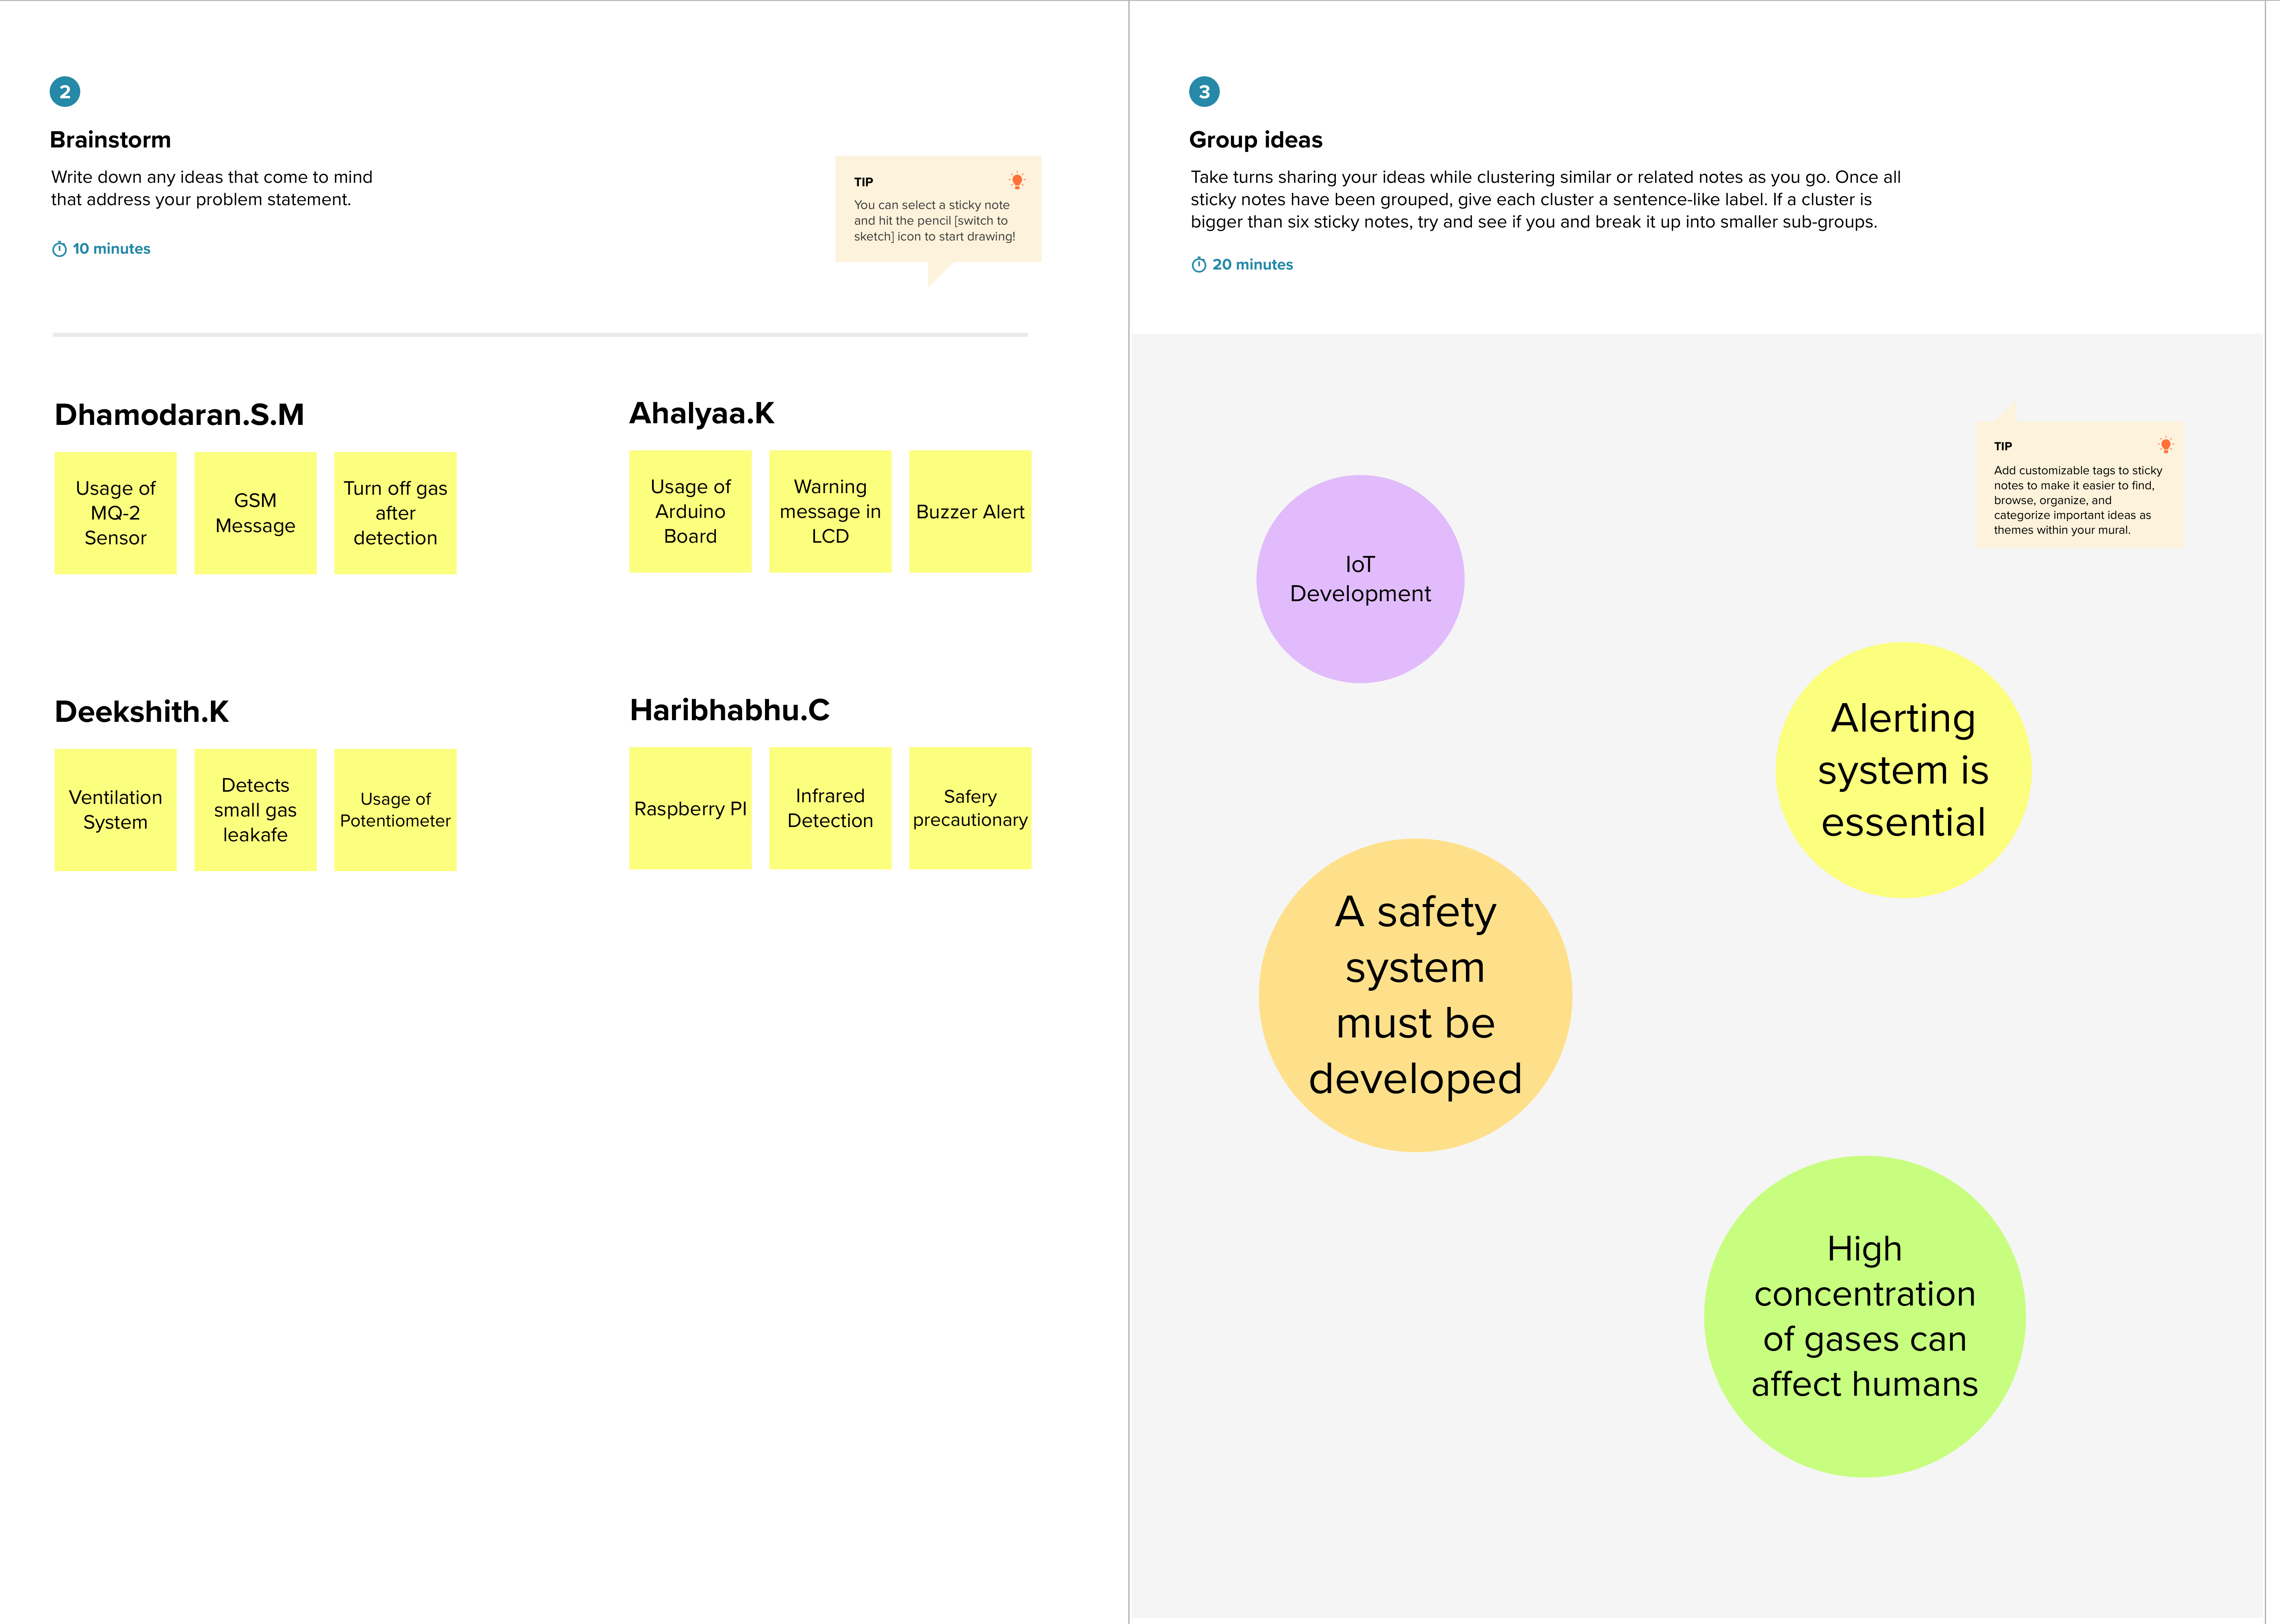 2
Brainstorm
Write down any ideas that come to mind
that address your problem statement.
10 minutes
TIP
You can select a sticky note
and hit the pencil [switch to
sketch] icon to start drawing!
Dhamodaran.S.M
Usage of
MQ-2
Sensor
GSM
Message
Turn off gas
after
detection
Ahalyaa.K
Usage of
Arduino
Board
Warning
message in
LCD
Buzzer Alert
Deekshith.K
Ventilation
System
Detects
small gas
leakafe
Usage of
Potentiometer
Haribhabhu.C
Raspberry PI
Infrared
Detection
Safery
precautionary
3
Group ideas
Take turns sharing your ideas while clustering similar or related notes as you go. Once all
sticky notes have been grouped, give each cluster a sentence-like label. If a cluster is
bigger than six sticky notes, try and see if you and break it up into smaller sub-groups.
20 minutes
TIP
Add customizable tags to sticky
notes to make it easier to find,
browse, organize, and
categorize important ideas as
themes within your mural.
IoT
Development
Alerting
system is
essential
A safety
system
must be
developed
High
concentration
of gases can
affect humans